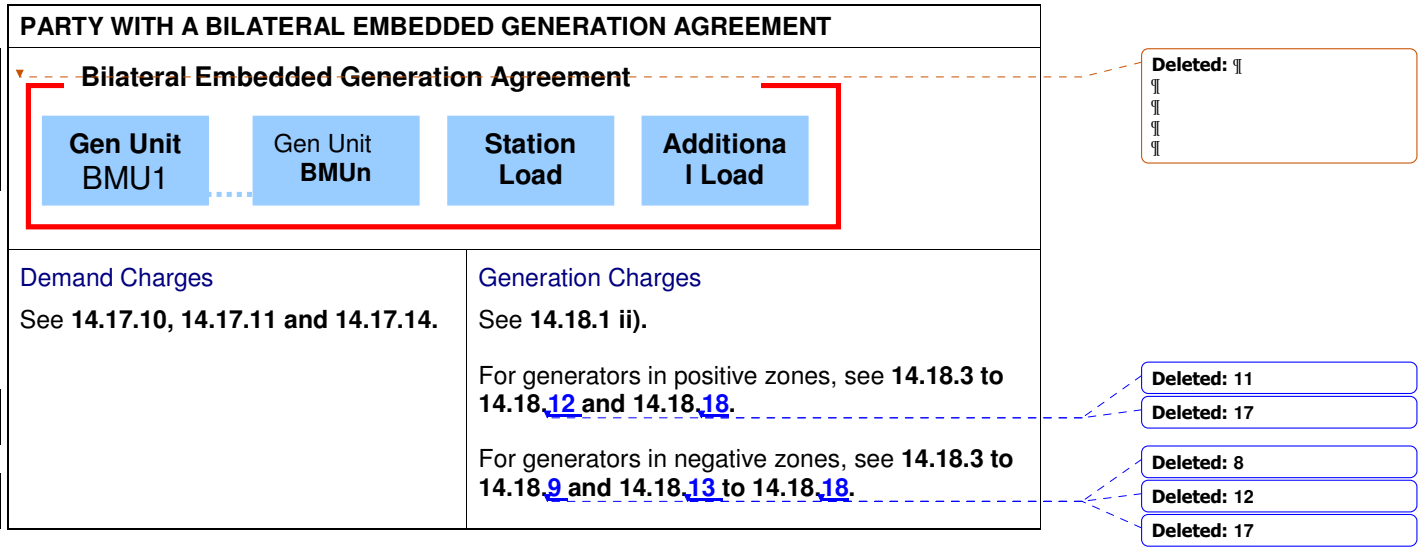 PARTY WITH A BILATERAL EMBEDDED GENERATION AGREEMENT
Bilateral Embedded Generation Agreement
Gen Unit
BMU1
Gen Unit
BMUn
Station
Load
Additiona
l Load
Demand Charges
See 14.17.10, 14.17.11 and 14.17.14.
Generation Charges
See 14.18.1 ii).
For generators in positive zones, see 14.18.3 to
14.18.12 and 14.18.18.
For generators in negative zones, see 14.18.3 to
14.18.9 and 14.18.13 to 14.18.18.
Deleted: ¶
¶
¶
¶
¶
Deleted: 11
Deleted: 17
Deleted: 8
Deleted: 12
Deleted: 17